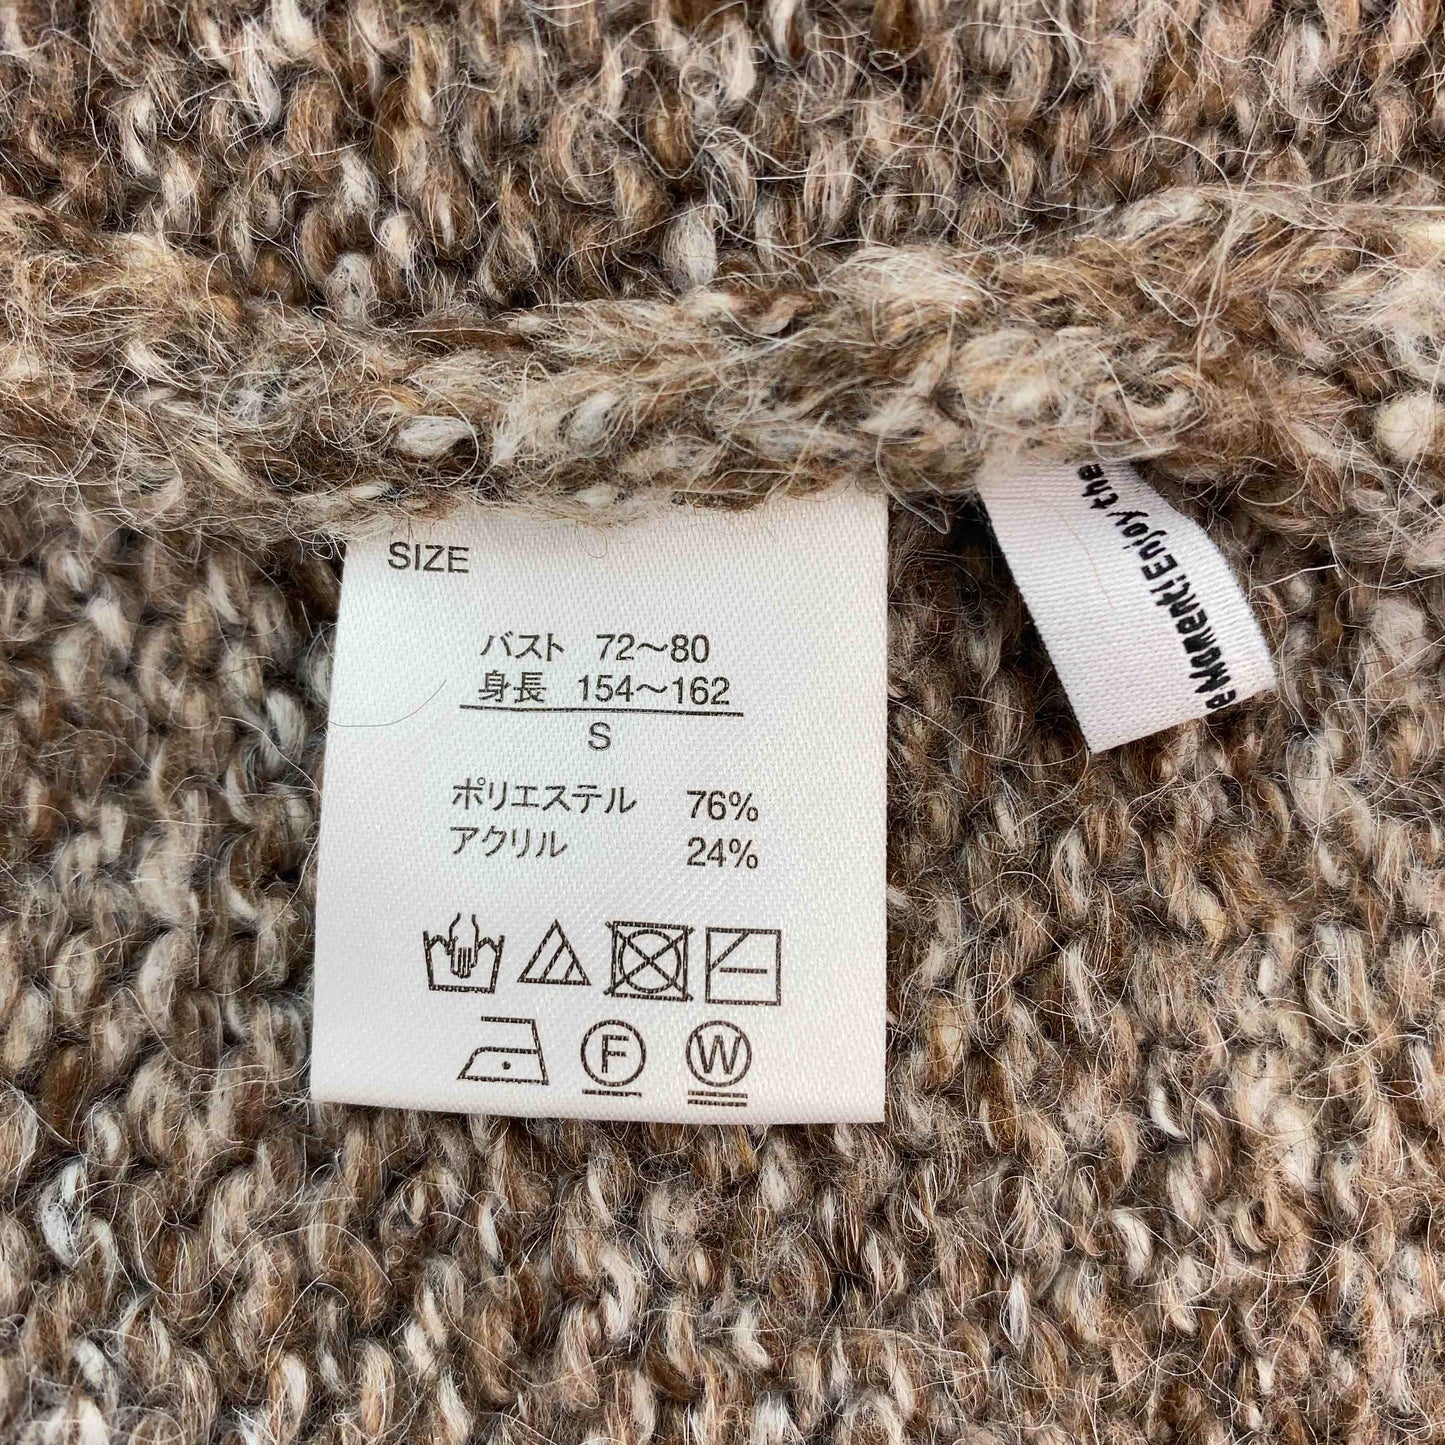 SIZE
バスト 72～80
身長 154～162
S
ポリエステル 76%
アクリル 24%
F
W
Moment! Enjoy the